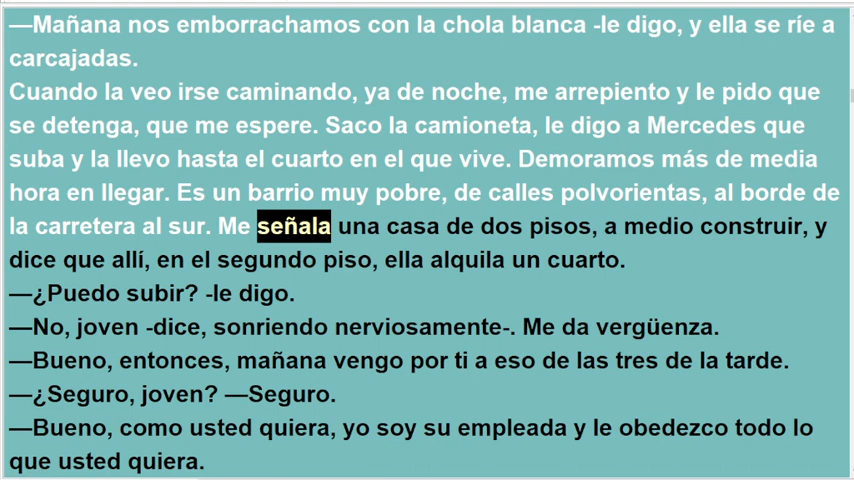 —Mañana nos emborrachamos con la chola blanca -le digo, y ella se ríe a
carcajadas.
Cuando la veo irse caminando, ya de noche, me arrepiento y le pido que
se detenga, que me espere. Saco la camioneta, le digo a Mercedes que
suba y la llevo hasta el cuarto en el que vive. Demoramos más de media
hora en llegar. Es un barrio muy pobre, de calles polvorientas, al borde de
la carretera al sur. Me señala una casa de dos pisos, a medio construir, y
dice que allí, en el segundo piso, ella alquila un cuarto.
—¿Puedo subir? -le digo.
—No, joven -dice, sonriendo nerviosamente-. Me da vergüenza.
—Bueno, entonces, mañana vengo por ti a eso de las tres de la tarde.
—¿Seguro, joven? —Seguro.
—Bueno, como usted quiera, yo soy su empleada y le obedezco todo lo
que usted quiera.